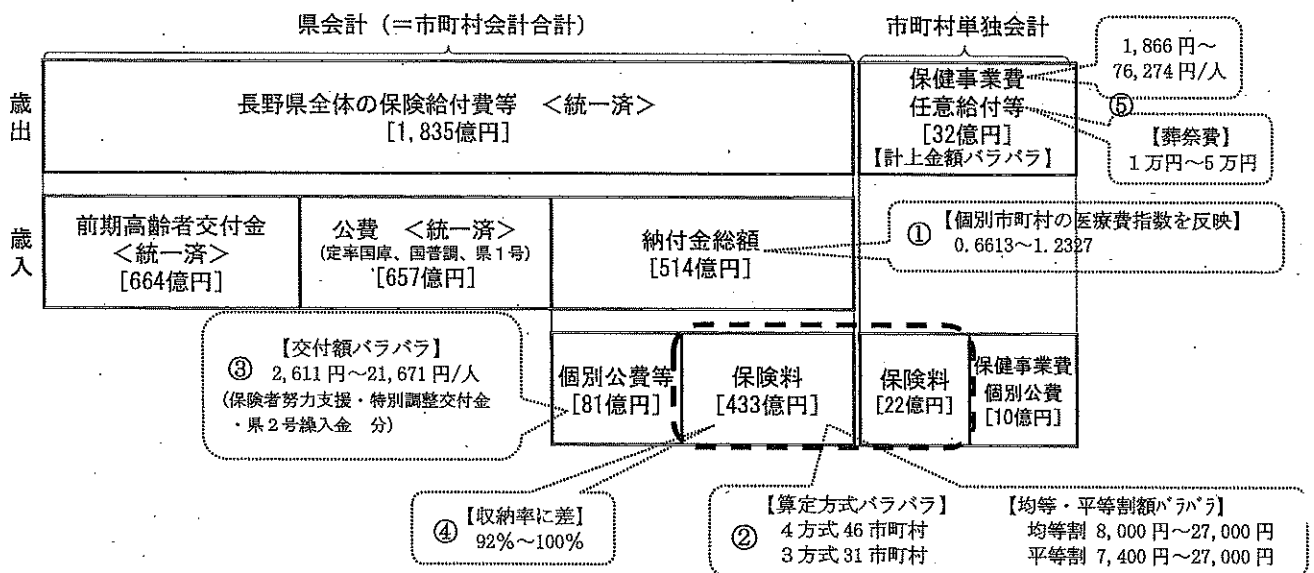 県会計（＝市町村会計合計）
市町村単独会計
歳出
長野県全体の保険給付費等　＜統一済＞
[1,835億円]
保健事業費
任意給付等
[32億円]
【計上金額バラバラ】
1,866円～
76,274円/人
⑤
【葬祭費】
1万円～5万円
歳入
前期高齢者交付金
＜統一済＞
[664億円]
公費　＜統一済＞
(定率国庫、国普調、県1号)
[657億円]
納付金総額
[514億円]
①
【個別市町村の医療費指数を反映】
0.6613～1.2327
③
【交付額バラバラ】
2,611円～21,671円/人
(保険者努力支援・特別調整交付金
・県2号繰入金　分)
個別公費等
[81億円]
保険料
[433億円]
保険料
[22億円]
保健事業費
個別公費
[10億円]
④
【収納率に差】
92%～100%
②
【算定方式バラバラ】
4方式 46市町村
3方式 31市町村
【均等・平等割額バラバラ】
均等割 8,000円～27,000円
平等割 7,400円～27,000円